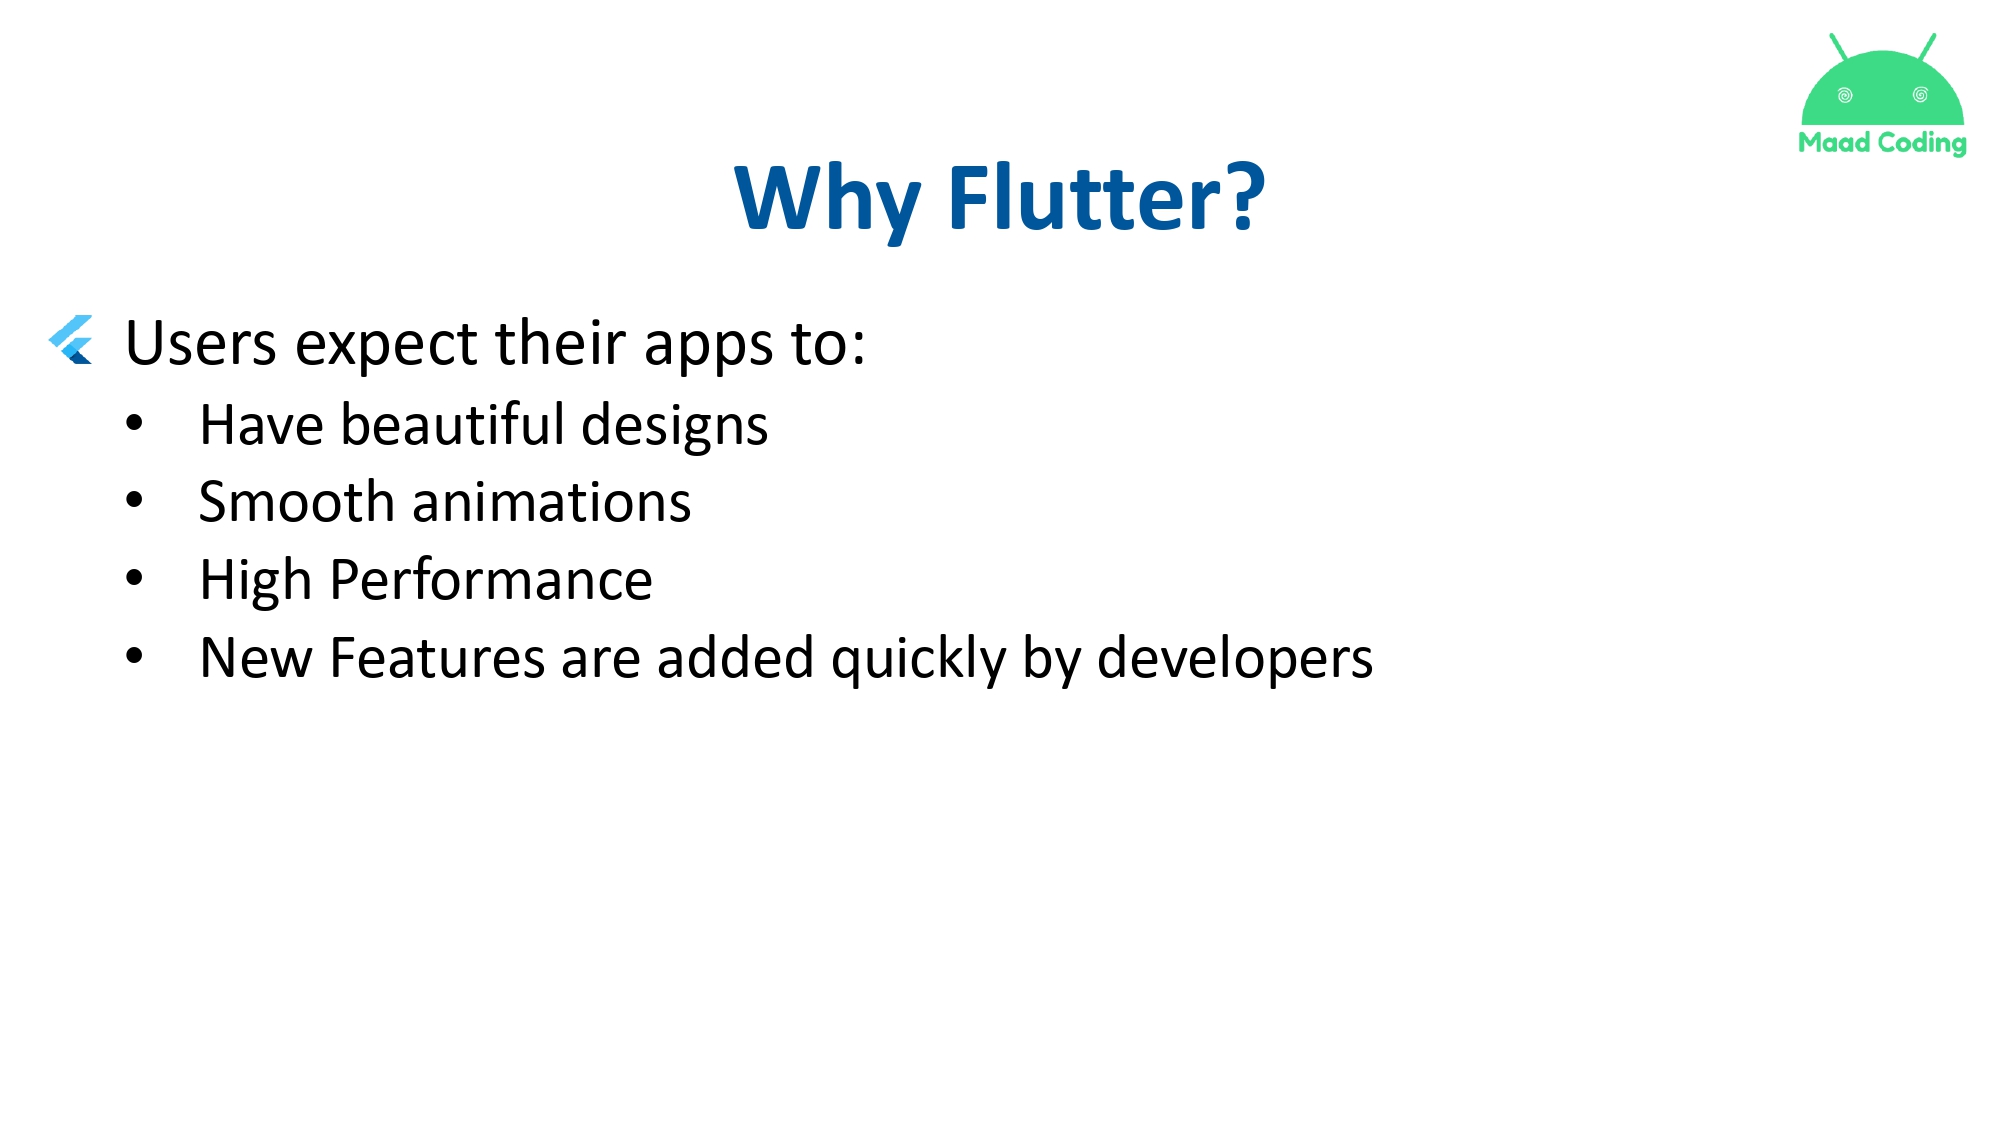 Maad Coding
Why Flutter?
Users expect their apps to:
• Have beautiful designs
• Smooth animations
• High Performance
• New Features are added quickly by developers